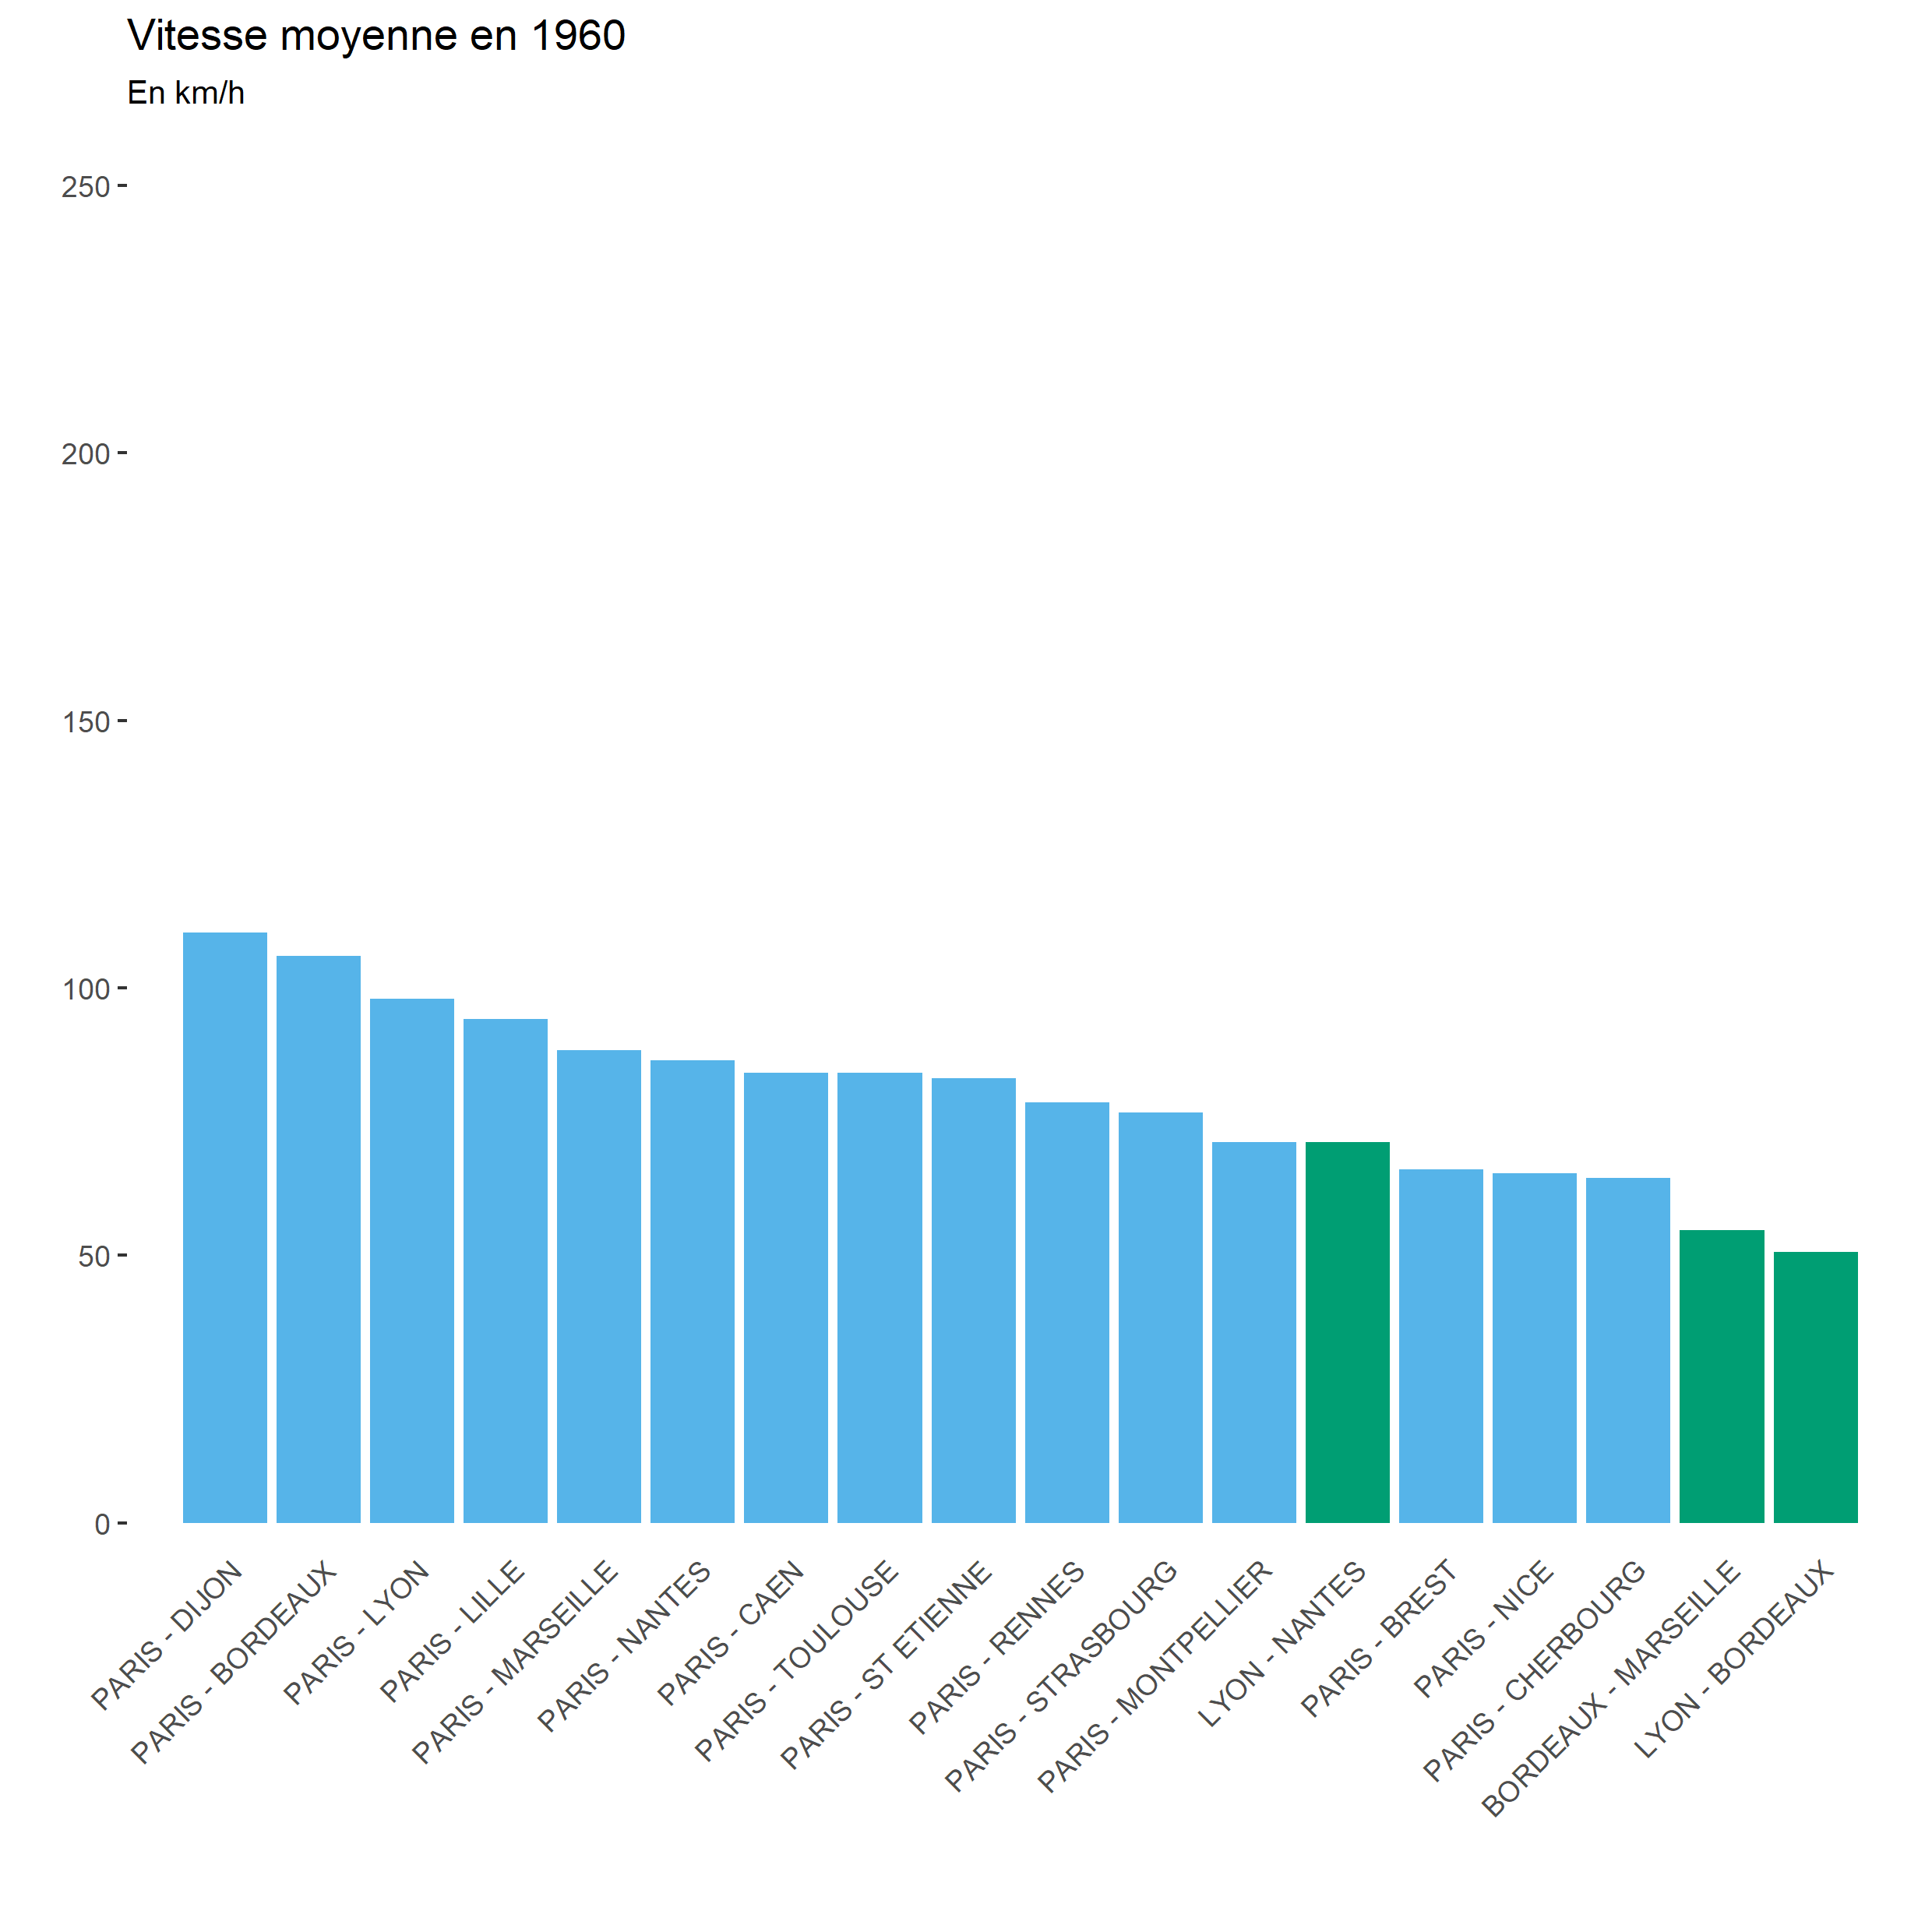 Vitesse moyenne en 1960
En km/h
250
200
150
100
50
0
PARIS - DIJON
PARIS - BORDEAUX
PARIS - LYON
PARIS - LILLE
PARIS - MARSEILLE
PARIS - NANTES
PARIS - CAEN
PARIS - TOULOUSE
PARIS - ST ETIENNE
PARIS - RENNES
PARIS - STRASBOURG
PARIS - MONTPELLIER
LYON - NANTES
PARIS - BREST
PARIS - NICE
PARIS - CHERBOURG
BORDEAUX - MARSEILLE
LYON - BORDEAUX